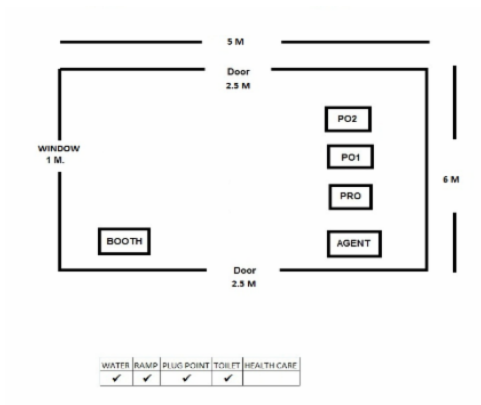 5 M
Door
2.5 M
PO2
WINDOW
1 M.
PO1
6 M
PRO
BOOTH
AGENT
Door
2.5 M
WATER RAMP PLUG POINT TOILET HEALTH CARE
✓ ✓ ✓ ✓